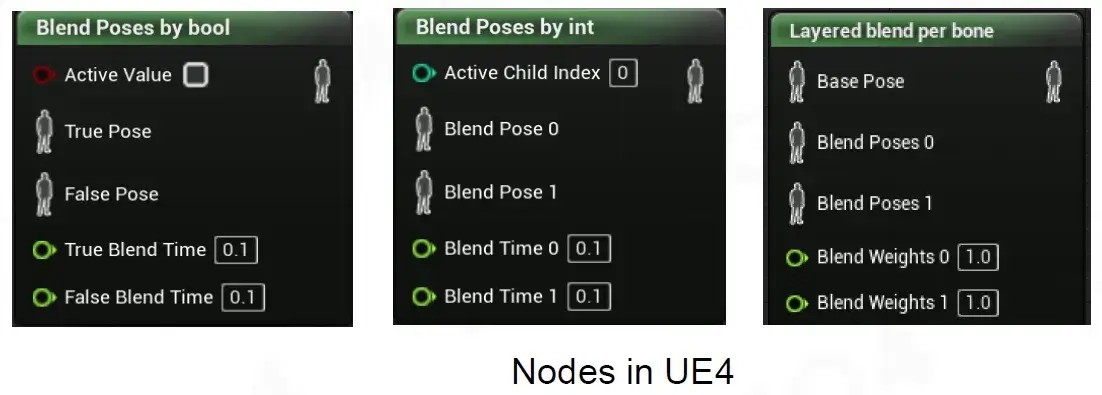 Blend Poses by bool
Active Value
True Pose
False Pose
True Blend Time 0.1
False Blend Time 0.1
Blend Poses by int
Active Child Index 0
Blend Pose 0
Blend Pose 1
Blend Time 0 0.1
Blend Time 1 0.1
Layered blend per bone
Base Pose
Blend Poses 0
Blend Poses 1
Blend Weights 0 1.0
Blend Weights 1 1.0
Nodes in UE4